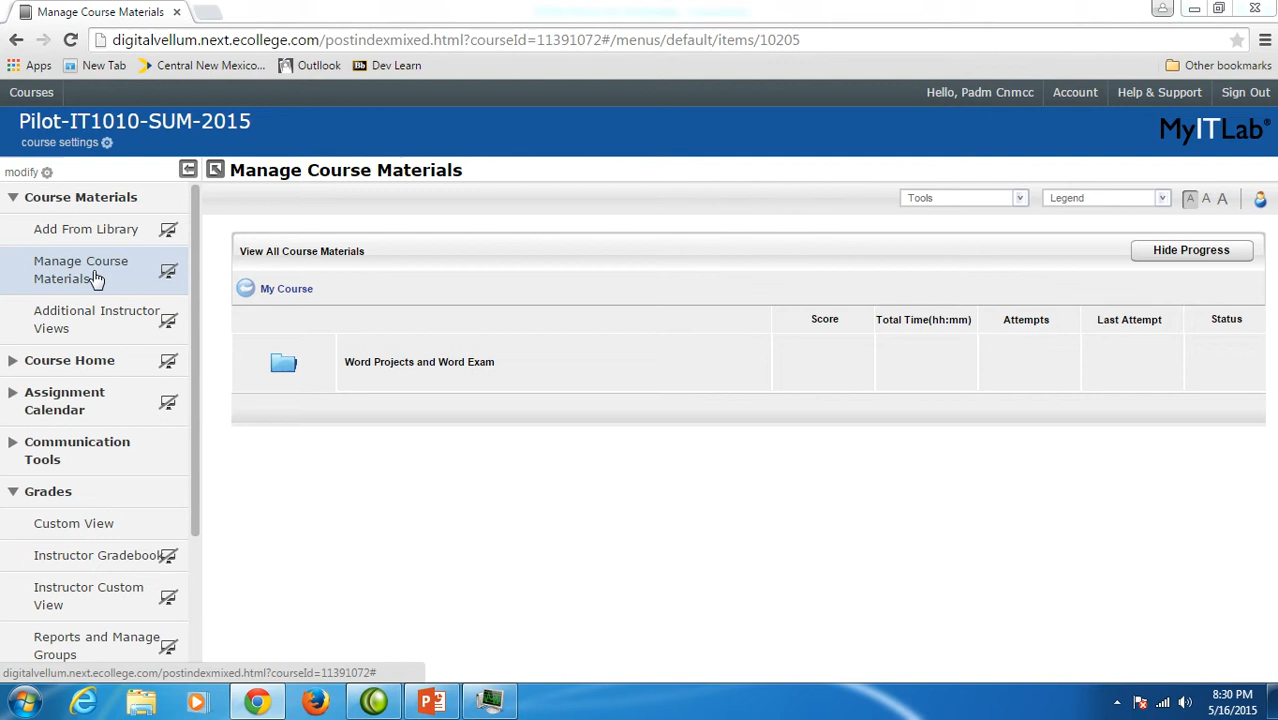 Manage Course Materials
digitalvellum.next.ecollege.com/postindexmixed.html?courseId=11391072#/menus/default/items/10205
Apps New Tab Central New Mexico... Outllook Bb Dev Learn Other bookmarks
Courses Hello, Padm Cnmcc Account Help & Support Sign Out
Pilot-IT1010-SUM-2015
course settings
MyITLab®
modify
Manage Course Materials
Course Materials
Add From Library
Manage Course
Materials
Additional Instructor
Views
Course Home
Assignment
Calendar
Communication
Tools
Grades
Custom View
Instructor Gradebook
Instructor Custom
View
Reports and Manage
Groups
Tools Legend A A A
View All Course Materials Hide Progress
My Course
Score Total Time(hh:mm) Attempts Last Attempt Status
Word Projects and Word Exam
digitalvellum.next.ecollege.com/postindexmixed.html?courseId=11391072#
8:30 PM
5/16/2015